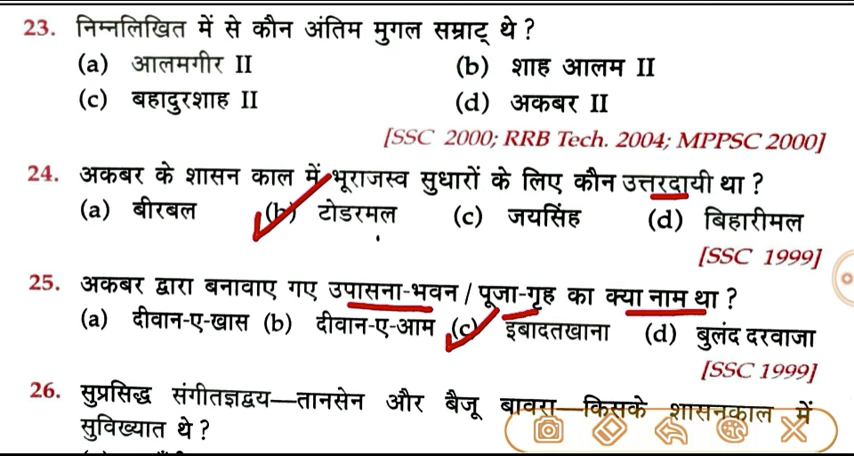 23. निम्नलिखित में से कौन अंतिम मुगल सम्राट् थे ?
(a) आलमगीर II (b) शाह आलम II
(c) बहादुरशाह II (d) अकबर II
[SSC 2000; RRB Tech. 2004; MPPSC 2000]
24. अकबर के शासन काल में भूराजस्व सुधारों के लिए कौन उत्तरदायी था ?
(a) बीरबल (b) टोडरमल (c) जयसिंह (d) बिहारीमल
[SSC 1999]
25. अकबर द्वारा बनवाए गए उपासना-भवन / पूजा-गृह का क्या नाम था ?
(a) दीवान-ए-खास (b) दीवान-ए-आम (c) इबादतखाना (d) बुलंद दरवाजा
[SSC 1999]
26. सुप्रसिद्ध संगीतज्ञद्वय—तानसेन और बैजू बावरा—किसके शासनकाल में
सुविख्यात थे ?